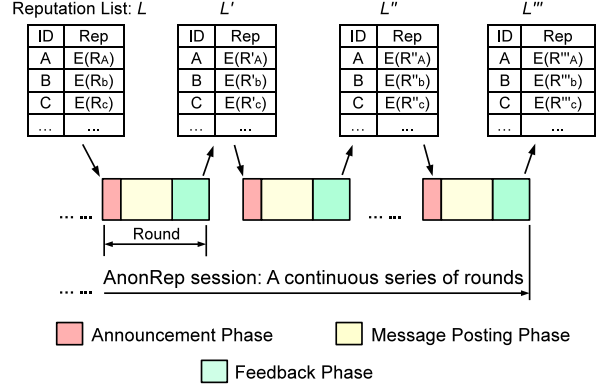 Reputation List: L L' L'' L'''
ID Rep ID Rep ID Rep ID Rep
A E(RA) A E(R'A) A E(R''A) A E(R'''A)
B E(Rb) B E(R'b) B E(R''b) B E(R'''b)
C E(Rc) C E(R'c) C E(R''c) C E(R'''c)
... ... ... ... ... ... ... ...
... ... ... ...
Round
... ... AnonRep session: A continuous series of rounds
Announcement Phase Message Posting Phase
Feedback Phase